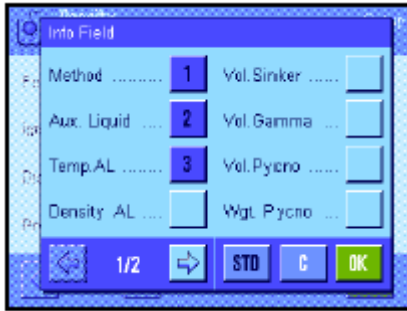 Info Field
Method ......... 1 Vol.Sinker ......
Aux. Liquid .... 2 Vol.Gamma ...
Temp.AL ....... 3 Vol.Pycno .....
Density AL .... Wgt. Pycno ...
1/2 STD C OK